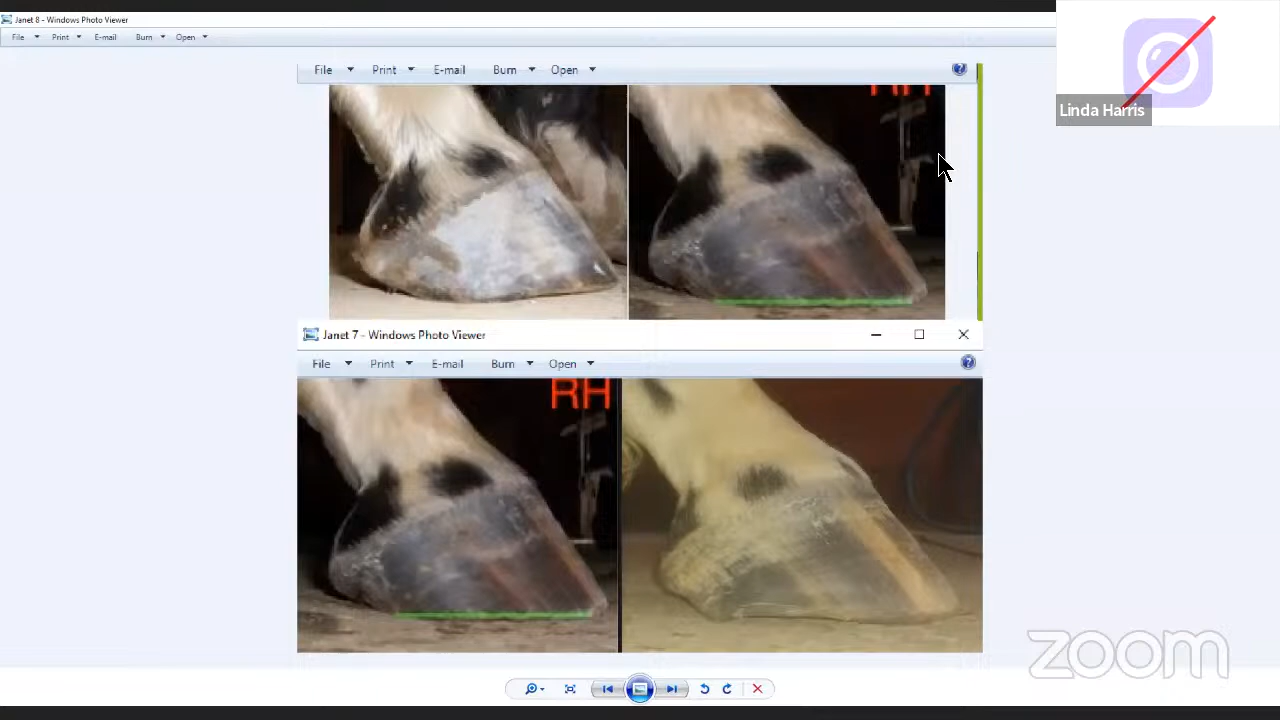 Janet 8 - Windows Photo Viewer
File Print E-mail Burn Open
Linda Harris
File Print E-mail Burn Open
RH
Janet 7 - Windows Photo Viewer
File Print E-mail Burn Open
RH
zoom